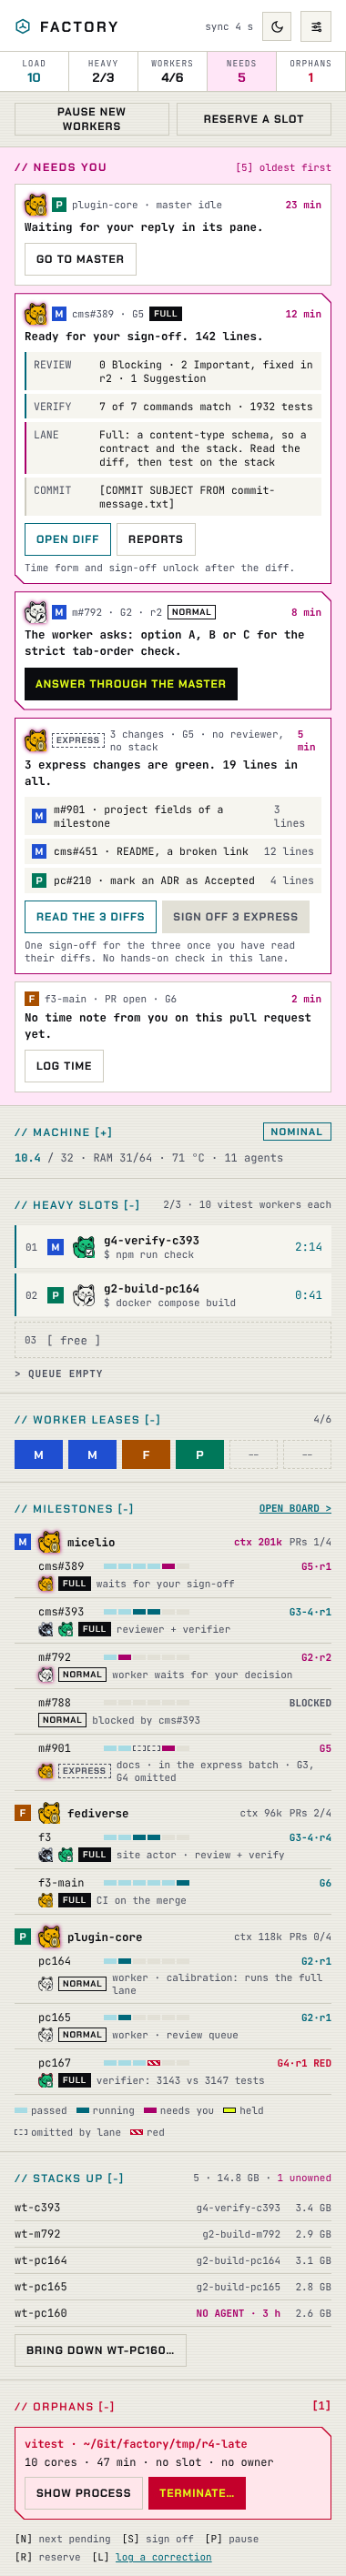 FACTORY
sync 4 s
LOAD HEAVY WORKERS NEEDS ORPHANS
10 2/3 4/6 5 1
PAUSE NEW
WORKERS
RESERVE A SLOT
// NEEDS YOU [5] oldest first
P plugin-core · master idle 23 min
Waiting for your reply in its pane.
GO TO MASTER
M cms#389 · G5 FULL 12 min
Ready for your sign-off. 142 lines.
REVIEW 0 Blocking · 2 Important, fixed in
r2 · 1 Suggestion
VERIFY 7 of 7 commands match · 1932 tests
LANE Full: a content-type schema, so a
contract and the stack. Read the
diff, then test on the stack
COMMIT [COMMIT SUBJECT FROM commit-
message.txt]
OPEN DIFF REPORTS
Time form and sign-off unlock after the diff.
M m#792 · G2 · r2 NORMAL 8 min
The worker asks: option A, B or C for the
strict tab-order check.
ANSWER THROUGH THE MASTER
EXPRESS 3 changes · G5 · no reviewer, 5
no stack min
3 express changes are green. 19 lines in
all.
M m#901 · project fields of a 3
milestone lines
M cms#451 · README, a broken link 12 lines
P pc#210 · mark an ADR as Accepted 4 lines
READ THE 3 DIFFS SIGN OFF 3 EXPRESS
One sign-off for the three once you have read
their diffs. No hands-on check in this lane.
F f3-main · PR open · G6 2 min
No time note from you on this pull request
yet.
LOG TIME
// MACHINE [+] NOMINAL
10.4 / 32 · RAM 31/64 · 71 °C · 11 agents
// HEAVY SLOTS [-] 2/3 · 10 vitest workers each
01 M g4-verify-c393 2:14
$ npm run check
02 P g2-build-pc164 0:41
$ docker compose build
03 [ free ]
> QUEUE EMPTY
// WORKER LEASES [-] 4/6
M M F P -- --
// MILESTONES [-] OPEN BOARD >
M micelio ctx 201k PRs 1/4
cms#389 G5·r1
FULL waits for your sign-off
cms#393 G3-4·r1
FULL reviewer + verifier
m#792 G2·r2
NORMAL worker waits for your decision
m#788 BLOCKED
NORMAL blocked by cms#393
m#901 G5
EXPRESS docs · in the express batch · G3,
G4 omitted
F fediverse ctx 96k PRs 2/4
f3 G3-4·r4
FULL site actor · review + verify
f3-main G6
FULL CI on the merge
P plugin-core ctx 118k PRs 0/4
pc164 G2·r1
NORMAL worker · calibration: runs the full
lane
pc165 G2·r1
NORMAL worker · review queue
pc167 G4·r1 RED
FULL verifier: 3143 vs 3147 tests
passed running needs you held
omitted by lane red
// STACKS UP [-] 5 · 14.8 GB · 1 unowned
wt-c393 g4-verify-c393 3.4 GB
wt-m792 g2-build-m792 2.9 GB
wt-pc164 g2-build-pc164 3.1 GB
wt-pc165 g2-build-pc165 2.8 GB
wt-pc160 NO AGENT · 3 h 2.6 GB
BRING DOWN WT-PC160…
// ORPHANS [-] [1]
vitest · ~/Git/factory/tmp/r4-late
10 cores · 47 min · no slot · no owner
SHOW PROCESS TERMINATE…
[N] next pending [S] sign off [P] pause
[R] reserve [L] log a correction